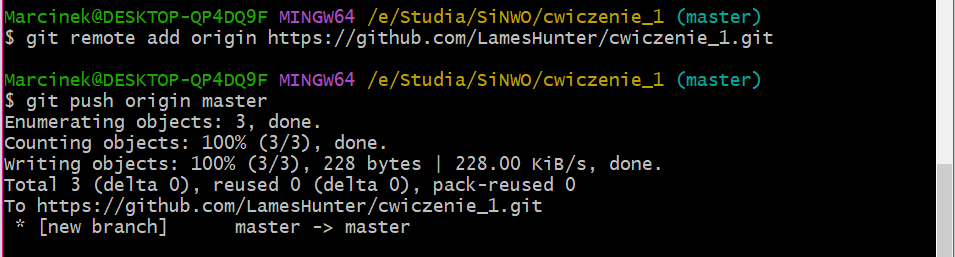 Marcinek@DESKTOP-QP4DQ9F MINGW64 /e/Studia/SiNWO/cwiczenie_1 (master)
$ git remote add origin https://github.com/LamesHunter/cwiczenie_1.git
Marcinek@DESKTOP-QP4DQ9F MINGW64 /e/Studia/SiNWO/cwiczenie_1 (master)
$ git push origin master
Enumerating objects: 3, done.
Counting objects: 100% (3/3), done.
Writing objects: 100% (3/3), 228 bytes | 228.00 KiB/s, done.
Total 3 (delta 0), reused 0 (delta 0), pack-reused 0
To https://github.com/LamesHunter/cwiczenie_1.git
 * [new branch]      master -> master